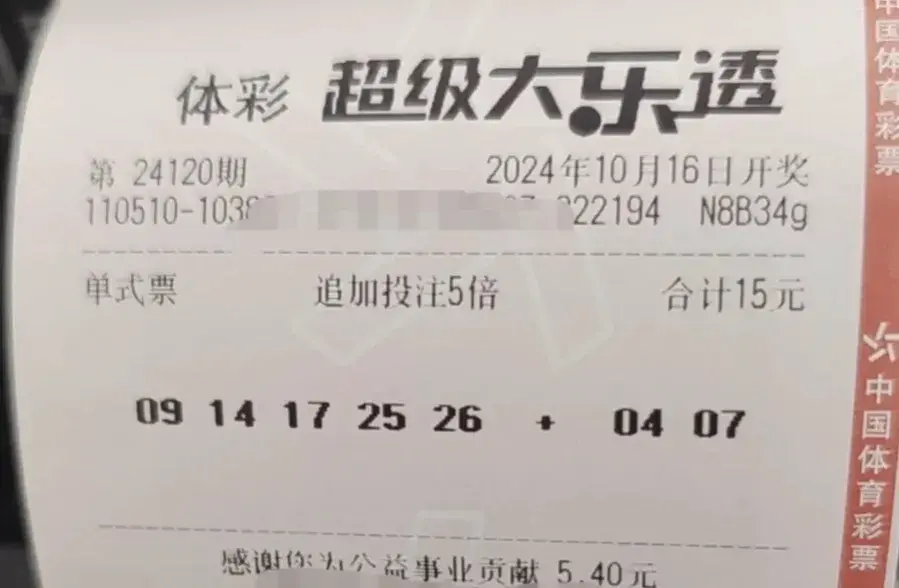 体彩 超级大乐透
第 24120期 2024年10月16日开奖
110510-103 22194 N8B34g
单式票 追加投注5倍 合计15元
09 14 17 25 26 + 04 07
感谢你为公益事业贡献 5.40元
中国体育彩票
中国体育彩票